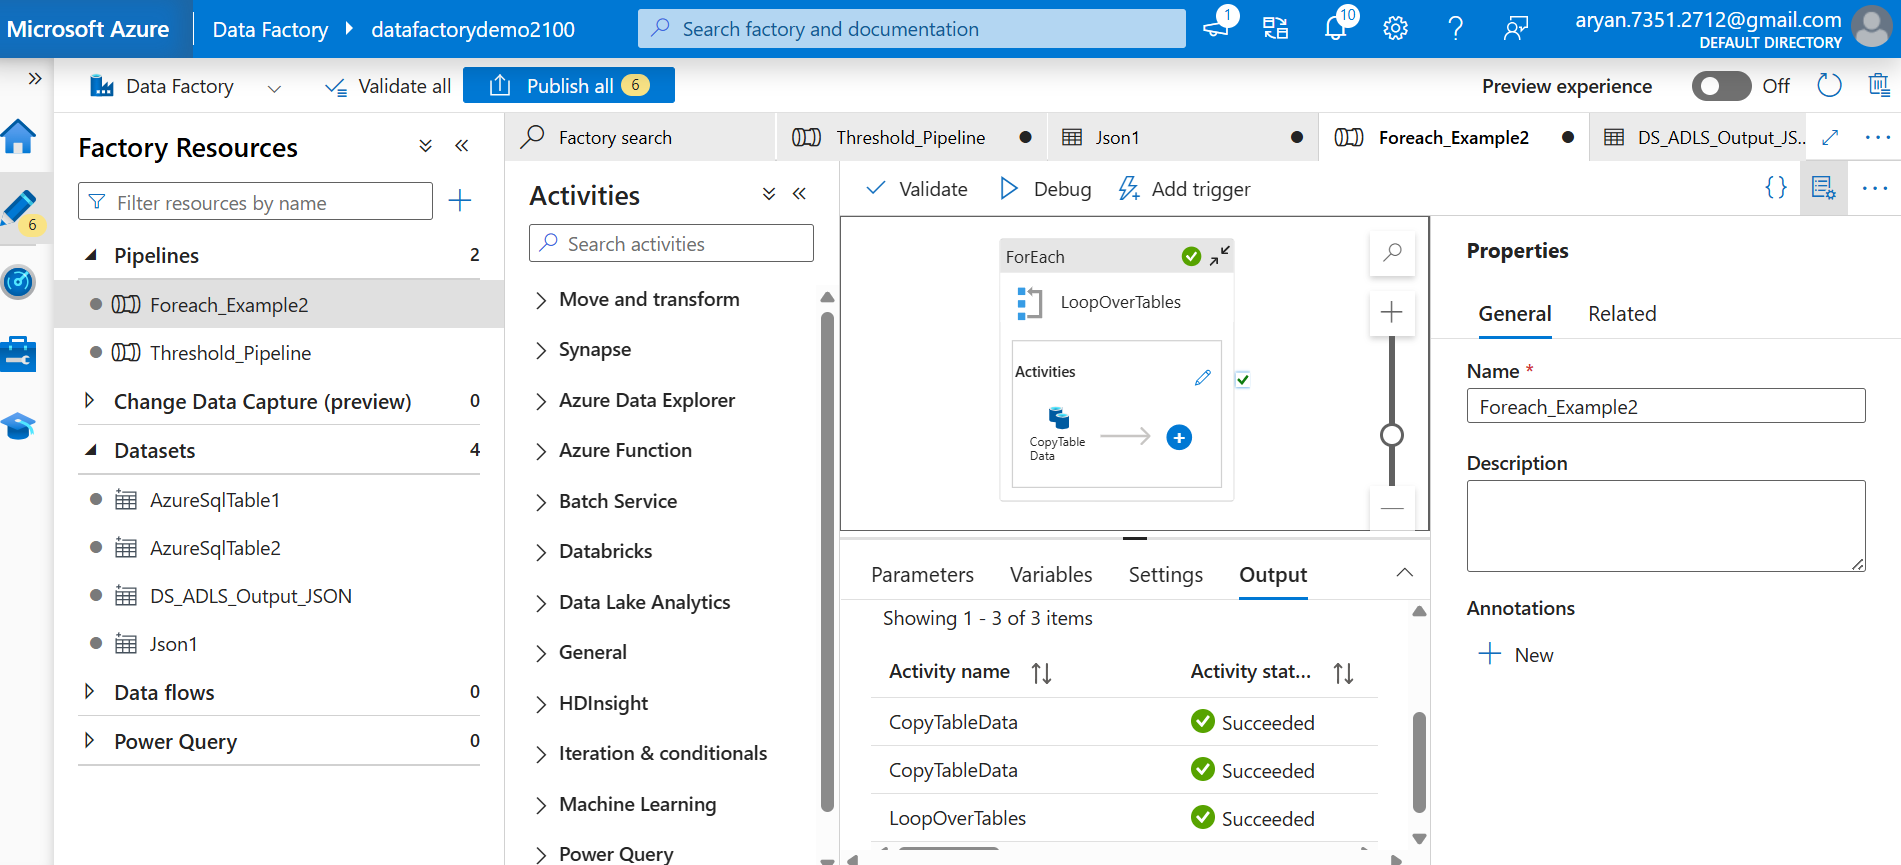 Microsoft Azure
Data Factory
datafactorydemo2100
Search factory and documentation
1
10
aryan.7351.2712@gmail.com
DEFAULT DIRECTORY
Data Factory
Validate all
Publish all 6
Preview experience
Off
6
Factory Resources
Filter resources by name
Pipelines 2
Foreach_Example2
Threshold_Pipeline
Change Data Capture (preview) 0
Datasets 4
AzureSqlTable1
AzureSqlTable2
DS_ADLS_Output_JSON
Json1
Data flows 0
Power Query 0
Factory search
Threshold_Pipeline
Json1
Foreach_Example2
DS_ADLS_Output_JS...
Activities
Search activities
Move and transform
Synapse
Azure Data Explorer
Azure Function
Batch Service
Databricks
Data Lake Analytics
General
HDInsight
Iteration & conditionals
Machine Learning
Power Query
Validate
Debug
Add trigger
{}
ForEach
LoopOverTables
Activities
CopyTable
Data
Parameters
Variables
Settings
Output
Showing 1 - 3 of 3 items
Activity name
Activity stat...
CopyTableData Succeeded
CopyTableData Succeeded
LoopOverTables Succeeded
Properties
General
Related
Name *
Foreach_Example2
Description
Annotations
New